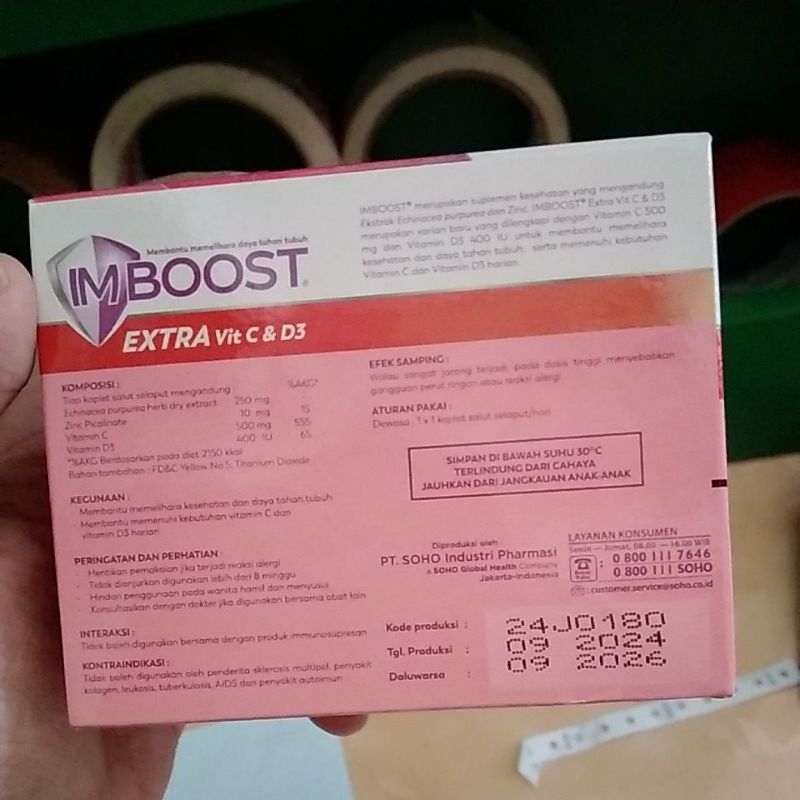 Membantu memelihara daya tahan tubuh
IMBOOST®
EXTRA Vit C & D3
IMBOOST® merupakan suplemen kesehatan yang mengandung
Ekstrak Echinacea purpurea dan Zinc. IMBOOST® Extra Vit C & D3
merupakan varian baru yang dilengkapi dengan Vitamin C 500
mg dan Vitamin D3 400 IU untuk membantu memelihara
kesehatan dan daya tahan tubuh, serta memenuhi kebutuhan
Vitamin C dan Vitamin D3 harian.
KOMPOSISI :
Tiap kaplet salut selaput mengandung : %AKG*
Echinacea purpurea herb dry extract 250 mg -
Zinc Picolinate 10 mg 15
Vitamin C 500 mg 555
Vitamin D3 400 IU 65
*%AKG Berdasarkan pada diet 2150 kkal
Bahan tambahan : FD&C Yellow No.5, Titanium Dioxide
KEGUNAAN :
- Membantu memelihara kesehatan dan daya tahan tubuh
- Membantu memenuhi kebutuhan vitamin C dan
vitamin D3 harian
PERINGATAN DAN PERHATIAN :
- Hentikan pemakaian jika terjadi reaksi alergi
- Tidak dianjurkan digunakan lebih dari 8 minggu
- Hindari penggunaan pada wanita hamil dan menyusui
- Konsultasikan dengan dokter jika digunakan bersama obat lain
INTERAKSI :
Tidak boleh digunakan bersama dengan produk immunosupresan
KONTRAINDIKASI :
Tidak boleh digunakan oleh penderita sklerosis multipel, penyakit
kolagen, leukosis, tuberkulosis, AIDS dan penyakit autoimun
EFEK SAMPING :
Walau sangat jarang terjadi, pada dosis tinggi menyebabkan
gangguan perut ringan atau reaksi alergi
ATURAN PAKAI :
Dewasa : 1 x 1 kaplet salut selaput/hari
SIMPAN DI BAWAH SUHU 30°C
TERLINDUNG DARI CAHAYA
JAUHKAN DARI JANGKAUAN ANAK-ANAK
Diproduksi oleh
PT. SOHO Industri Pharmasi
a SOHO Global Health Company
Jakarta-Indonesia
LAYANAN KONSUMEN
Senin - Jumat, 08.00 - 16.00 WIB
: 0 800 111 7646
0 800 111 SOHO
: customer.service@soho.co.id
Kode produksi : 24J0180
Tgl. Produksi : 09 2024
Daluwarsa : 09 2026